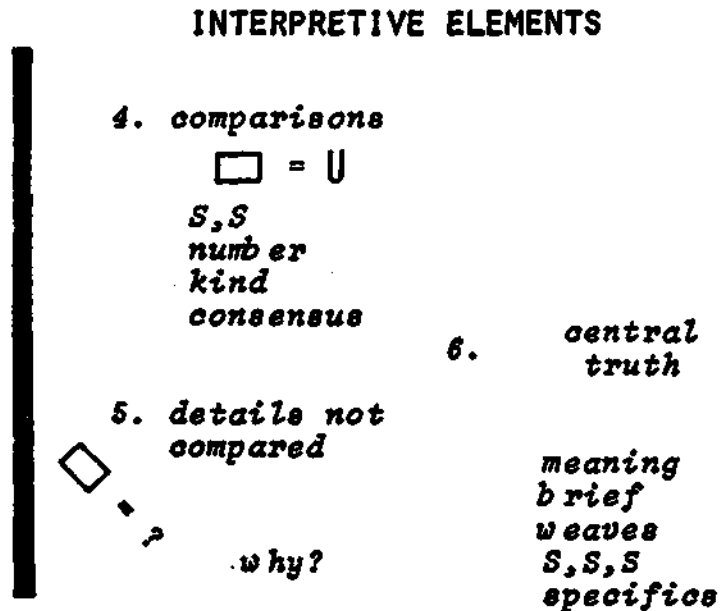 INTERPRETIVE ELEMENTS
4. comparisons
= U
S,S
number
kind
consensus
5. details not
compared
= ?
why?
6. central
truth
meaning
brief
weaves
S,S,S
specifics